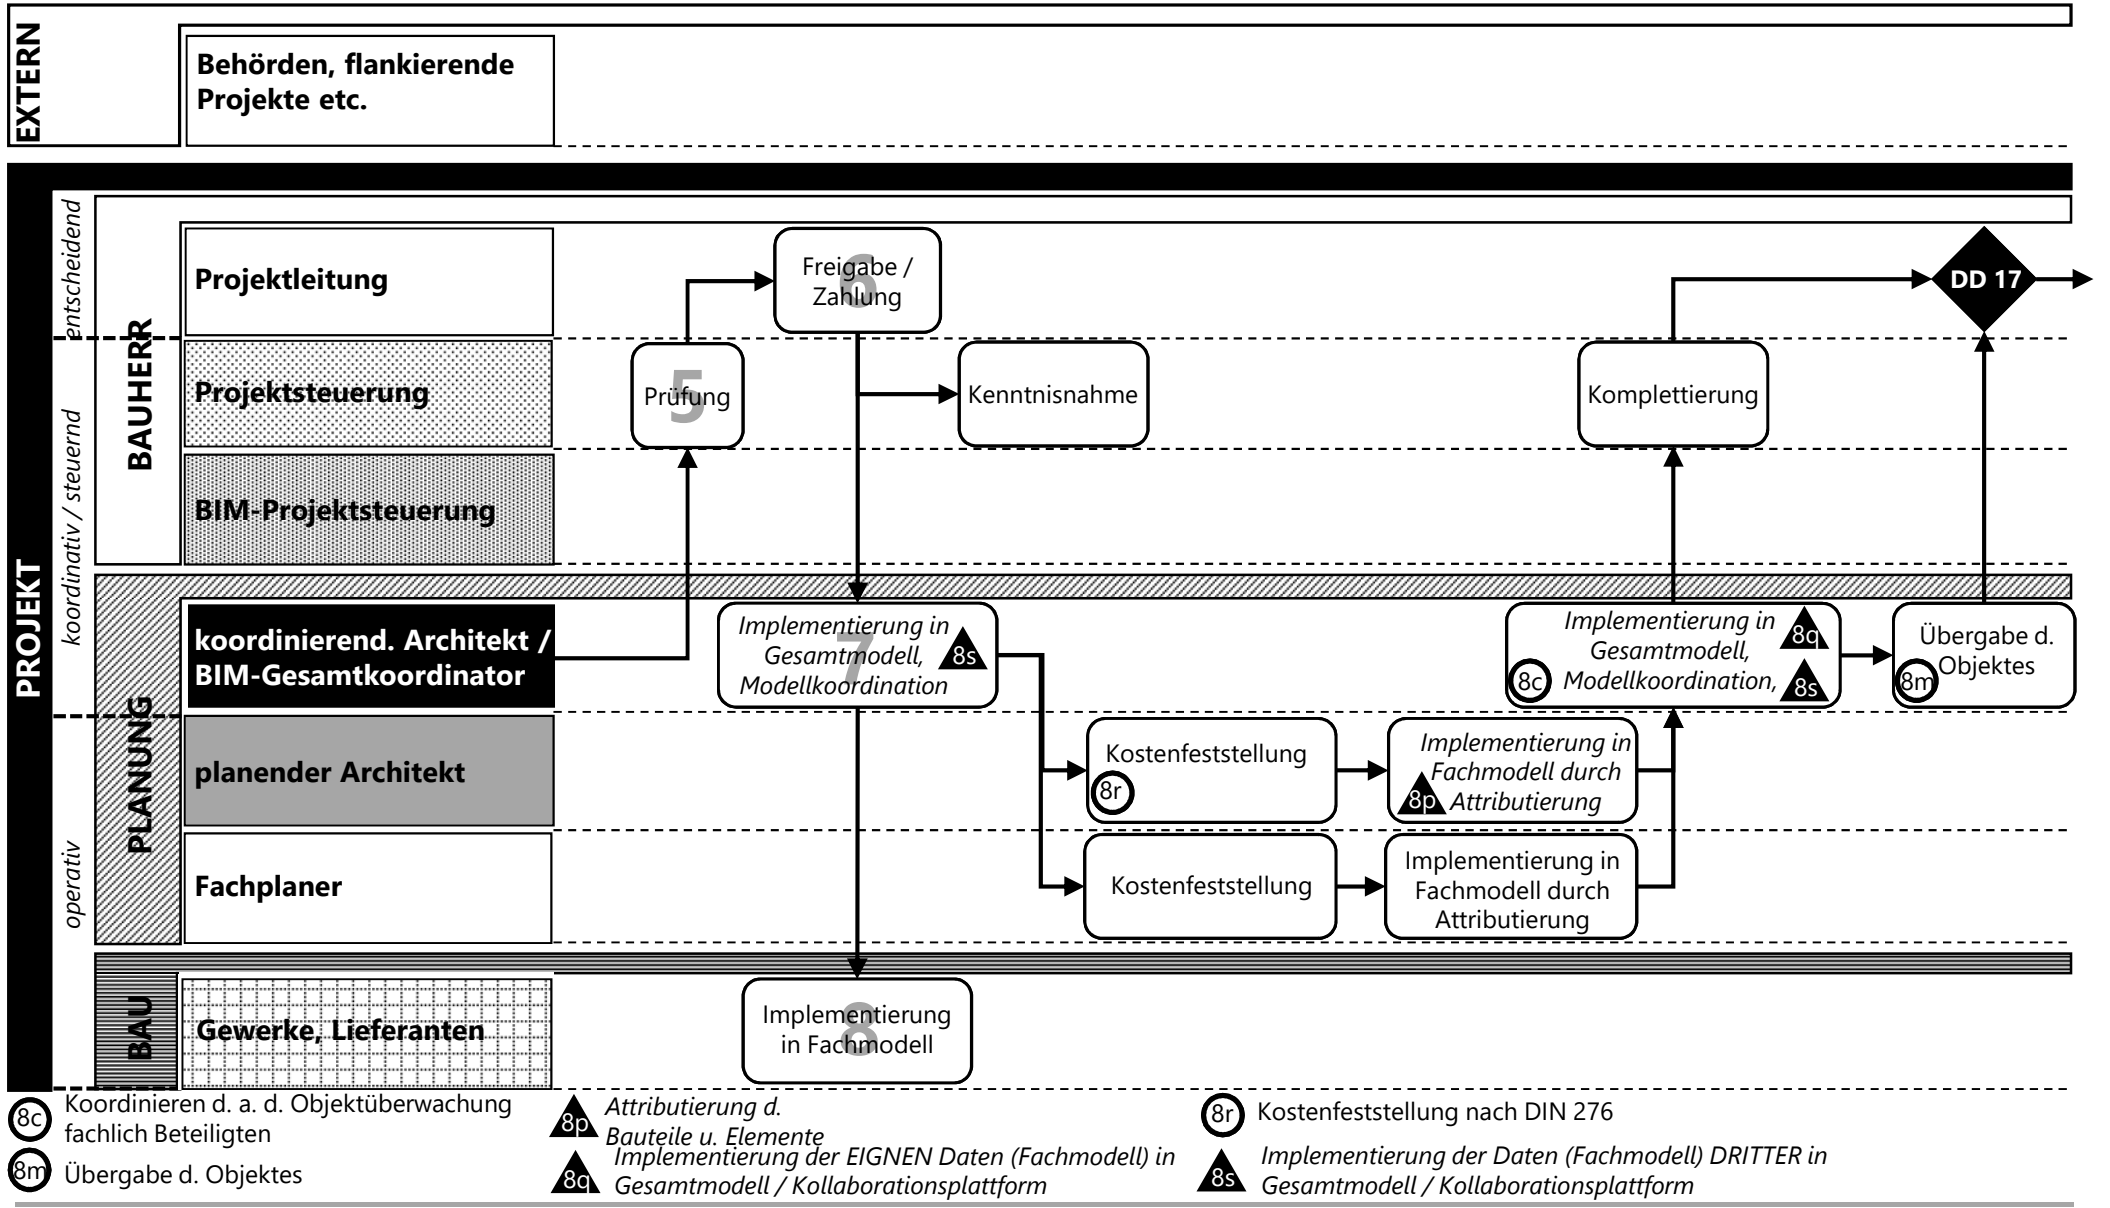 EXTERN
Behörden, flankierende
Projekte etc.
PROJEKT
entscheidend
koordinativ / steuernd
operativ
BAUHERR
Projektleitung
6
Freigabe /
Zahlung
DD 17
Projektsteuerung
5
Prüfung
Kenntnisnahme
Komplettierung
BIM-Projektsteuerung
PLANUNG
koordinierend. Architekt /
BIM-Gesamtkoordinator
7
Implementierung in
Gesamtmodell,
Modellkoordination
8s
Implementierung in
Gesamtmodell,
Modellkoordination,
8q
8c
8s
Übergabe d.
Objektes
8m
planender Architekt
Kostenfeststellung
8r
Implementierung in
Fachmodell durch
Attributierung
8p
Fachplaner
Kostenfeststellung
Implementierung in
Fachmodell durch
Attributierung
BAU
Gewerke, Lieferanten
8
Implementierung
in Fachmodell
8c
Koordinieren d. a. d. Objektüberwachung
fachlich Beteiligten
8m
Übergabe d. Objektes
8p
Attributierung d.
Bauteile u. Elemente
8q
Implementierung der EIGNEN Daten (Fachmodell) in
Gesamtmodell / Kollaborationsplattform
8r
Kostenfeststellung nach DIN 276
8s
Implementierung der Daten (Fachmodell) DRITTER in
Gesamtmodell / Kollaborationsplattform